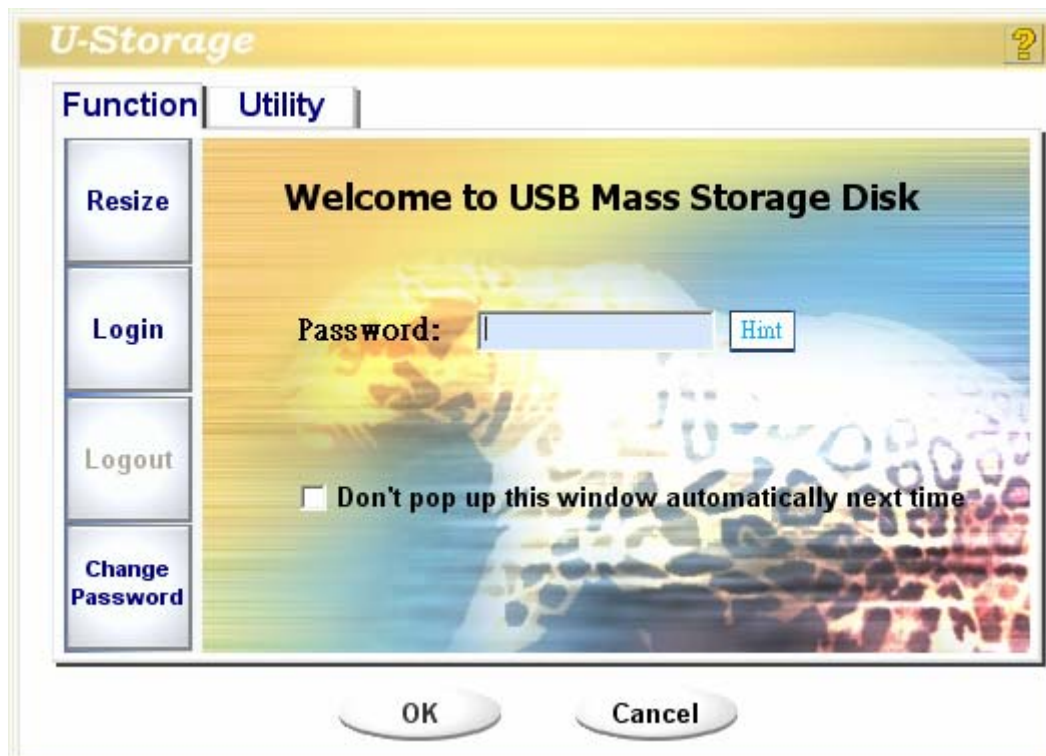 U-Storage
?
Function Utility
Resize
Login
Logout
Change
Password
Welcome to USB Mass Storage Disk
Password: Hint
Don't pop up this window automatically next time
OK Cancel